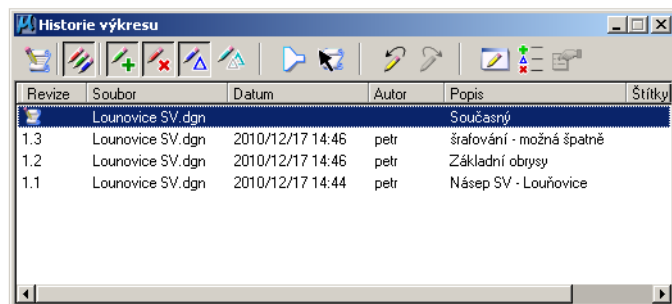 Historie výkresu
Revize Soubor Datum Autor Popis Štítky
Lounovice SV.dgn Současný
1.3 Lounovice SV.dgn 2010/12/17 14:46 petr šrafování - možná špatně
1.2 Lounovice SV.dgn 2010/12/17 14:46 petr Základní obrysy
1.1 Lounovice SV.dgn 2010/12/17 14:44 petr Násep SV - Louňovice